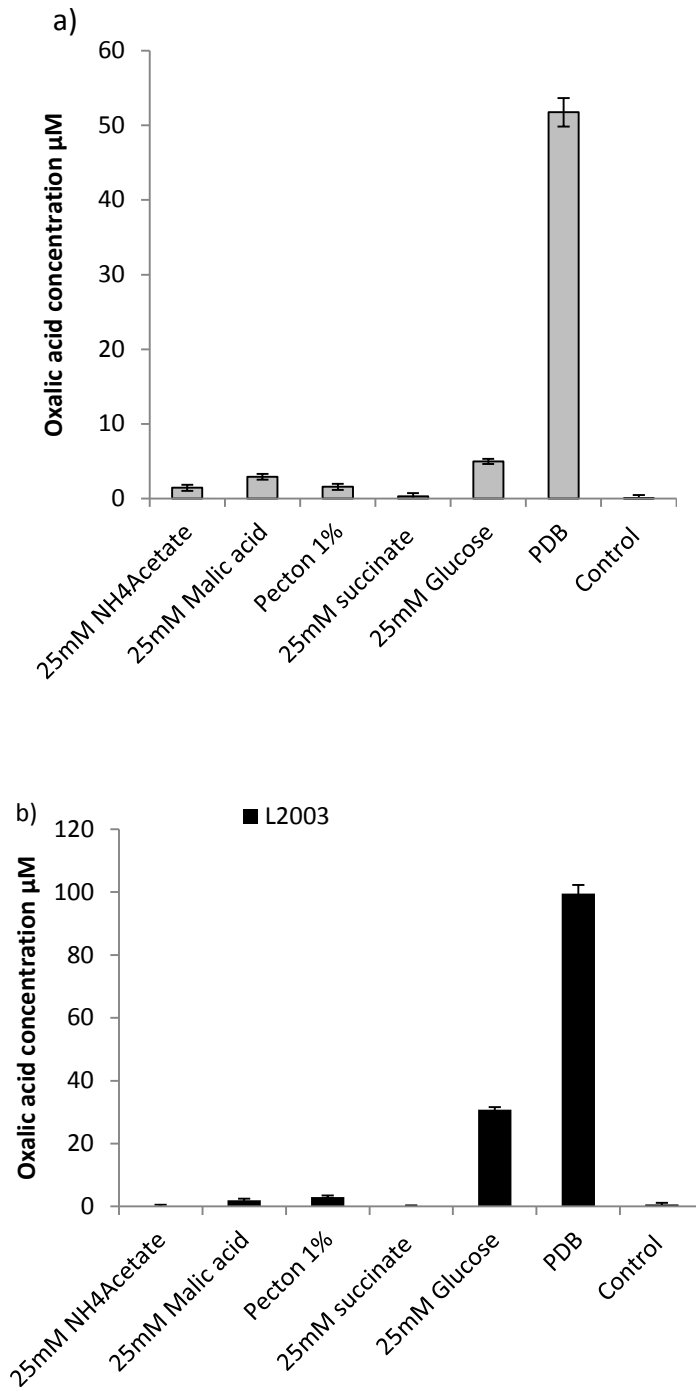 a)
Oxalic acid concentration µM
60
50
40
30
20
10
0
25mM NH4Acetate
25mM Malic acid
Pecton 1%
25mM succinate
25mM Glucose
PDB
Control
b)
L2003
Oxalic acid concentration µM
120
100
80
60
40
20
0
25mM NH4Acetate
25mM Malic acid
Pecton 1%
25mM succinate
25mM Glucose
PDB
Control